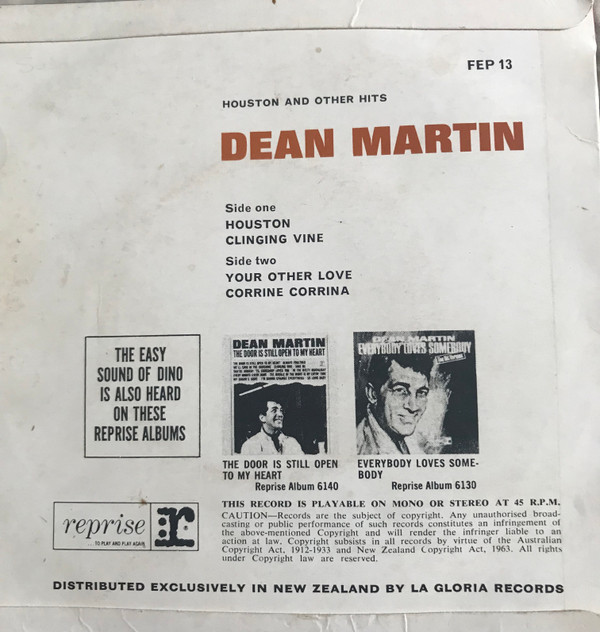 FEP 13
HOUSTON AND OTHER HITS
DEAN MARTIN
Side one
HOUSTON
CLINGING VINE
Side two
YOUR OTHER LOVE
CORRINE CORRINA
THE EASY
SOUND OF DINO
IS ALSO HEARD
ON THESE
REPRISE ALBUMS
DEAN MARTIN
THE DOOR IS STILL OPEN TO MY HEART
THE DOOR IS STILL OPEN
TO MY HEART
Reprise Album 6140
DEAN MARTIN
EVERYBODY LOVES SOMEBODY
EVERYBODY LOVES SOME-
BODY
Reprise Album 6130
reprise
...TO PLAY AND PLAY AGAIN
r:
THIS RECORD IS PLAYABLE ON MONO OR STEREO AT 45 R.P.M.
CAUTION—Records are the subject of copyright. Any unauthorised broad-
casting or public performance of such records constitutes an infringement of
the above-mentioned Copyright and will render the infringer liable to an
action at law. Copyright subsists in all records by virtue of the Australian
Copyright Act, 1912-1933 and New Zealand Copyright Act, 1963. All rights
under Copyright law are reserved.
DISTRIBUTED EXCLUSIVELY IN NEW ZEALAND BY LA GLORIA RECORDS